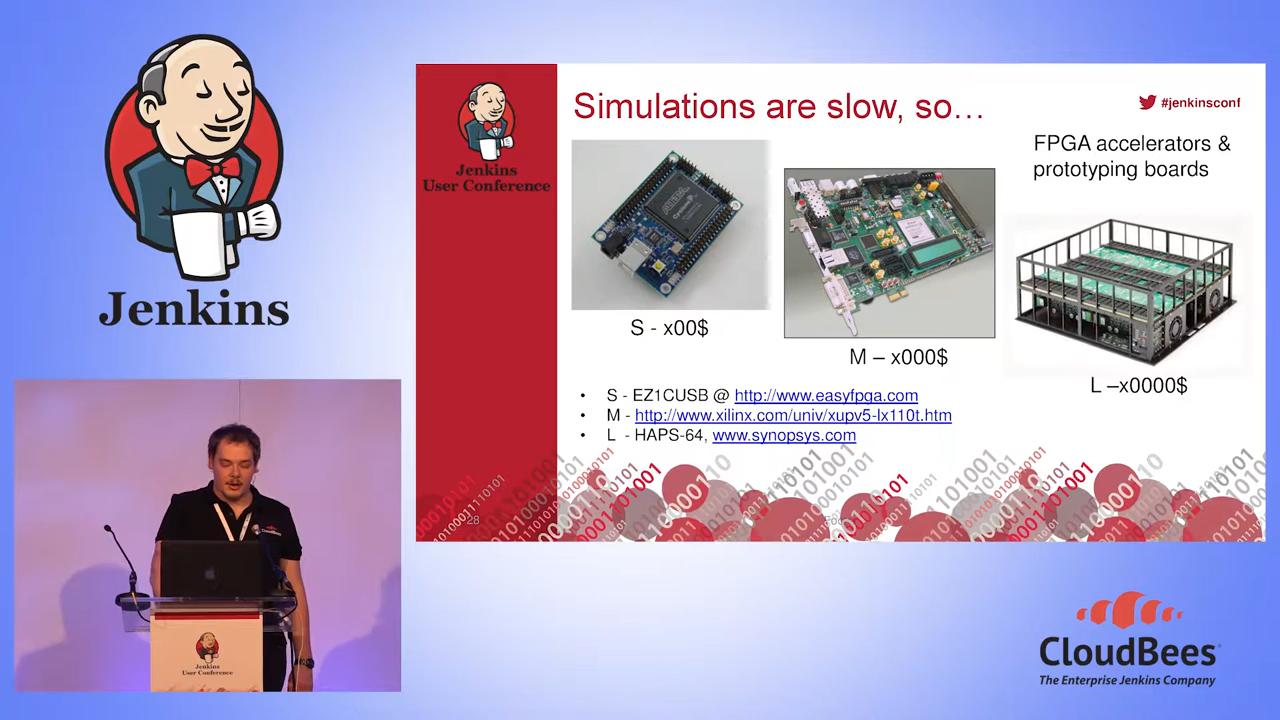 Jenkins
Jenkins
User Conference
Simulations are slow, so…
#jenkinsconf
FPGA accelerators &
prototyping boards
S - x00$
M – x000$
L –x0000$
• S - EZ1CUSB @ http://www.easyfpga.com
• M - http://www.xilinx.com/univ/xupv5-lx110t.htm
• L - HAPS-64, www.synopsys.com
28
Jenkins
User Conference
CloudBees
The Enterprise Jenkins Company